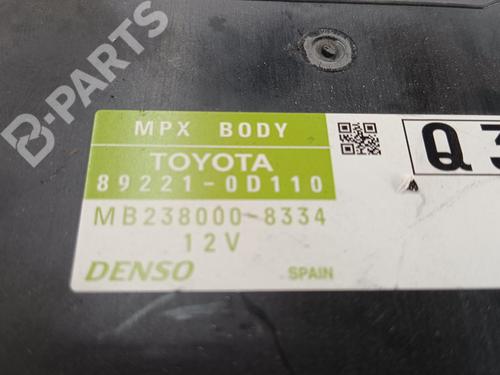 B-PARTS
MPX BODY
TOYOTA
89221-0D110
MB238000-8334
12V
DENSO
SPAIN
Q3